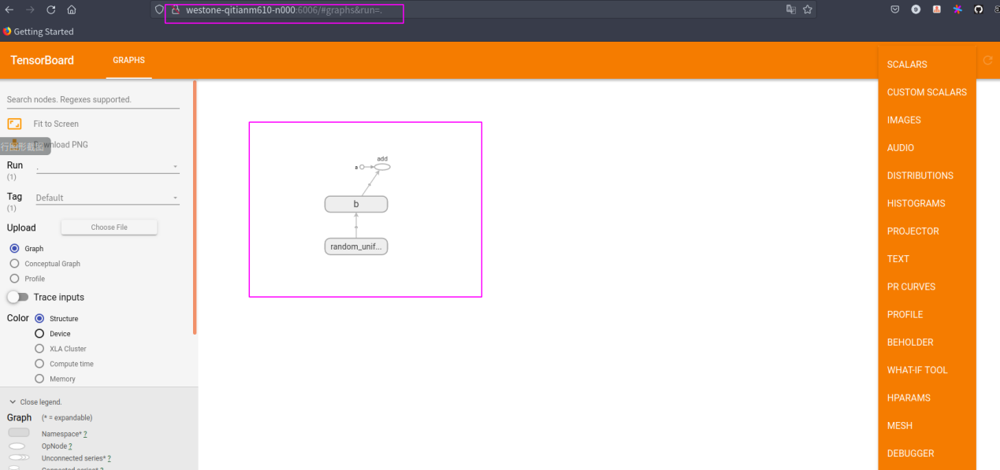 westone-qitianm610-n000:6006/#graphs&run=.
Getting Started
TensorBoard
GRAPHS
Search nodes. Regexes supported.
Fit to Screen
Download PNG
行图形截图
Run
(1)
.
Tag
(1)
Default
Upload
Choose File
Graph
Conceptual Graph
Profile
Trace inputs
Color
Structure
Device
XLA Cluster
Compute time
Memory
Close legend.
Graph
(* = expandable)
Namespace* ?
OpNode ?
Unconnected series* ?
Connected series* ?
add
a
b
random_unif...
SCALARS
CUSTOM SCALARS
IMAGES
AUDIO
DISTRIBUTIONS
HISTOGRAMS
PROJECTOR
TEXT
PR CURVES
PROFILE
BEHOLDER
WHAT-IF TOOL
HPARAMS
MESH
DEBUGGER